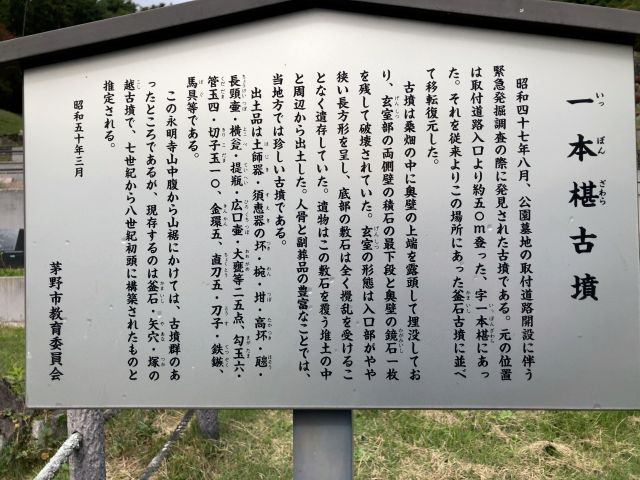 一本椹古墳
昭和四十七年八月、公園墓地の取付道路開設に伴う
緊急発掘調査の際に発見された古墳である。元の位置
は取付道路入口より約五〇m登った、字一本椹にあっ
た。それを従来よりこの場所にあった釜石古墳に並べ
て移転復元した。
古墳は桑畑の中に奥壁の上端を露頭して埋没してお
り、玄室部の両側壁の積石の最下段と奥壁の鏡石一枚
を残して破壊されていた。玄室の形態は入口部がやや
狭い長方形を呈し、底部の敷石は全く攪乱を受けるこ
となく遺存していた。遺物はこの敷石を覆う堆土の中
と周辺から出土した。人骨と副葬品の豊富なことでは、
当地方では珍しい古墳である。
出土品は土師器・須恵器の坏・椀・坩・高坏・𤭯・
長頸壷・横瓮・提瓶・広口壷・大甕等二五点、勾玉六・
管玉四・切子玉一〇、金環五、直刀五・刀子・鉄鏃、
馬具等である。
この永明寺山中腹から山裾にかけては、古墳群のあ
ったところであるが、現存するのは釜石・矢穴・塚の
越古墳で、七世紀から八世紀初頭に構築されたものと
推定される。
昭和五十年三月
茅野市教育委員会